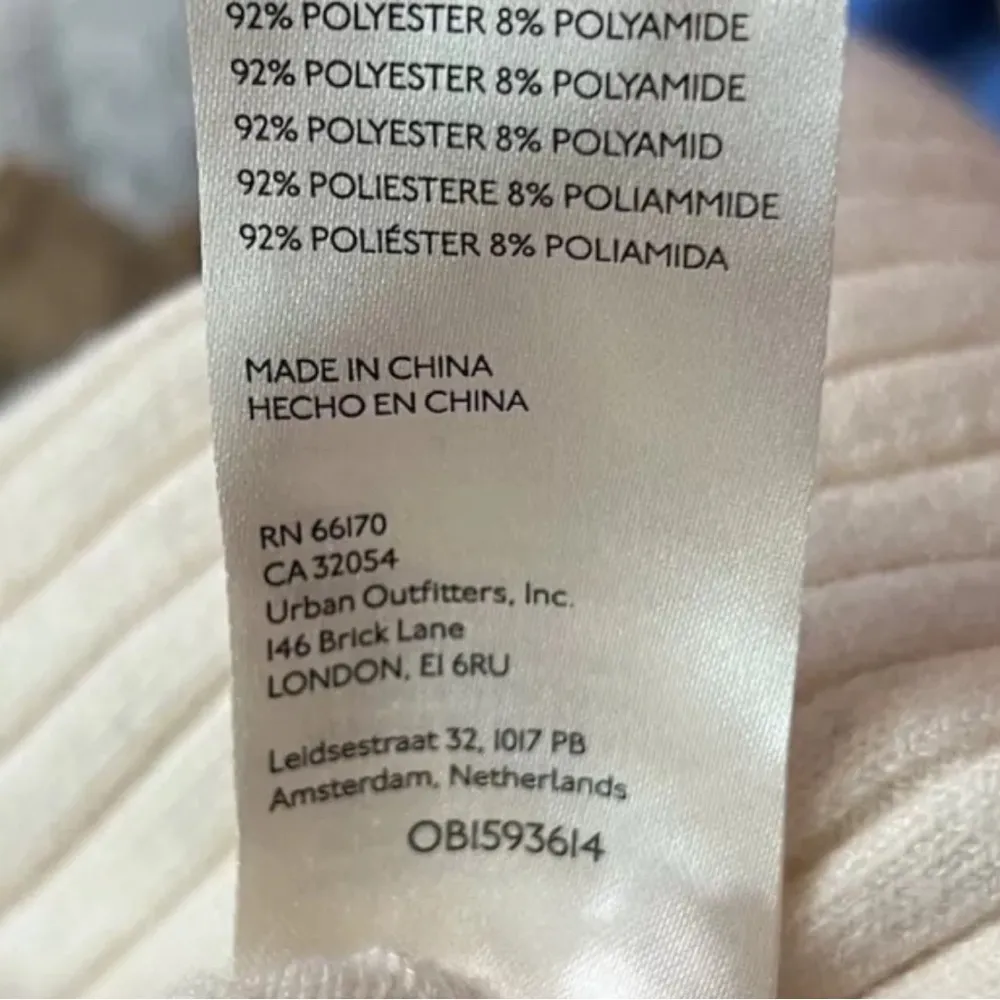 92% POLYESTER 8% POLYAMIDE
92% POLYESTER 8% POLYAMIDE
92% POLYESTER 8% POLYAMID
92% POLIESTERE 8% POLIAMMIDE
92% POLIÉSTER 8% POLIAMIDA
MADE IN CHINA
HECHO EN CHINA
RN 66170
CA 32054
Urban Outfitters, Inc.
146 Brick Lane
LONDON, E1 6RU
Leidsestraat 32, 1017 PB
Amsterdam, Netherlands
OB1593614